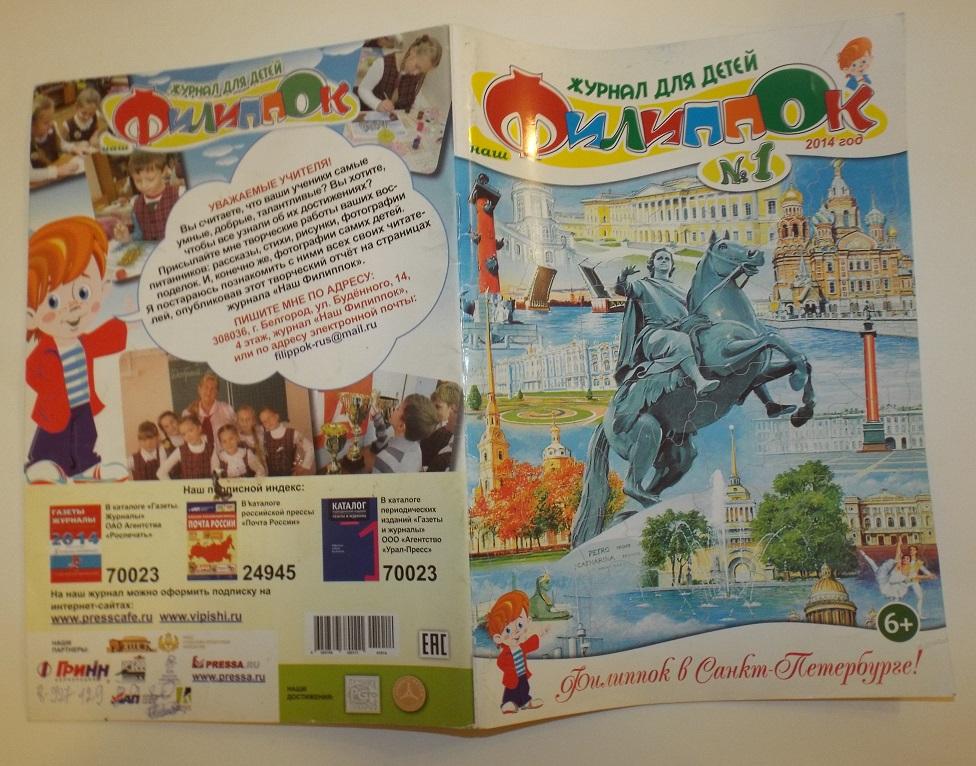 ЖУРНАЛ ДЛЯ ДЕТЕЙ
наш ФИЛИППОК
УВАЖАЕМЫЕ УЧИТЕЛЯ!
Вы считаете, что ваши ученики самые
умные, добрые, талантливые? Вы хотите,
чтобы все узнали об их достижениях?
Присылайте мне творческие работы ваших вос-
питанников: рассказы, стихи, рисунки, фотографии
поделок. И, конечно же, фотографии самих детей.
Я постараюсь познакомить с ними всех своих читате-
лей, опубликовав этот творческий отчёт на страницах
журнала «Наш Филиппок».
ПИШИТЕ МНЕ ПО АДРЕСУ:
308036, г. Белгород, ул. Будённого, 14,
4 этаж, журнал «Наш Филиппок»,
или по адресу электронной почты:
filippok-rus@mail.ru
Наш подписной индекс:
ГАЗЕТЫ
ЖУРНАЛЫ
2014
В каталоге «Газеты.
Журналы»
ОАО Агентства
«Роспечать»
70023
ПОЧТА РОССИИ
В каталоге
российской прессы
«Почта России»
24945
КАТАЛОГ
1
В каталоге
периодических
изданий «Газеты
и журналы»
ООО «Агентство
«Урал-Пресс»
70023
На наш журнал можно оформить подписку на
интернет-сайтах:
www.presscafe.ru www.vipishi.ru
НАШИ
ПАРТНЕРЫ:
ГРИНН
PRESSA.RU
www.pressa.ru
НАШИ
ДОСТИЖЕНИЯ:
EAC
ЖУРНАЛ ДЛЯ ДЕТЕЙ
наш ФИЛИППОК
2014 год
№1
PETRO
CATHARINA
6+
Филиппок в Санкт-Петербурге!